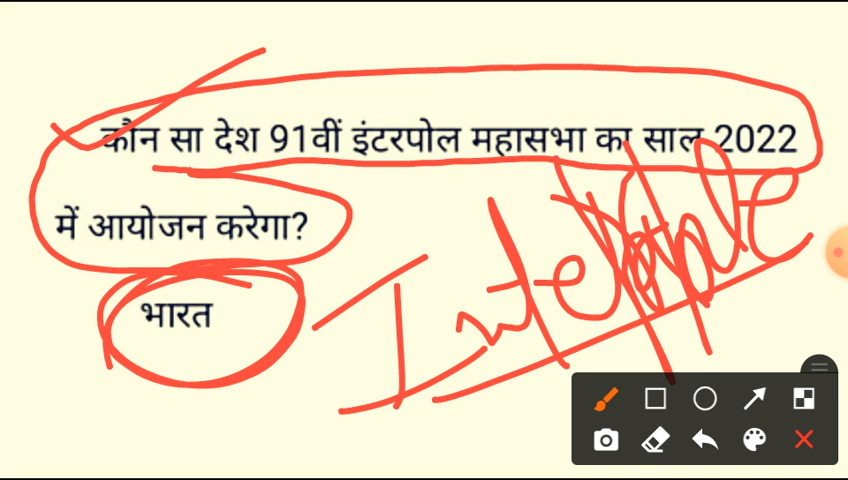 कौन सा देश 91वीं इंटरपोल महासभा का साल 2022
में आयोजन करेगा?
भारत